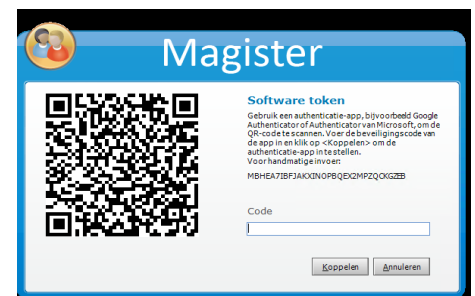 Magister
Software token
Gebruik een authenticatie-app, bijvoorbeeld Google
Authenticator of Authenticator van Microsoft, om de
QR-code te scannen. Voer de beveiligingscode van
de app in en klik op <Koppelen> om de
authenticatie-app in te stellen.
Voor handmatige invoer:
MBHEA7IBFJAKXINOPBQEX2MPZQCKGZEB
Code
Koppelen Annuleren